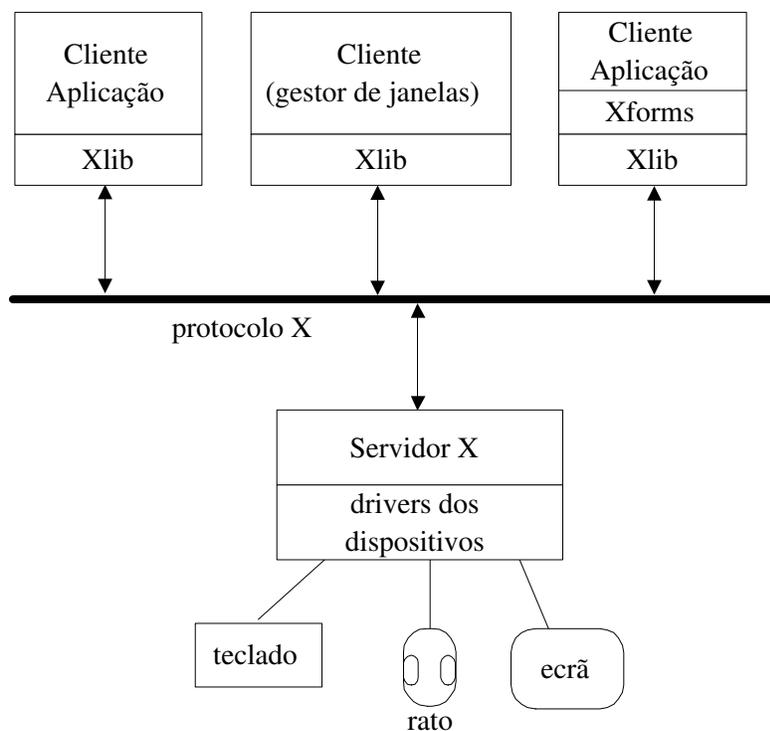 Cliente
Aplicação
Xlib
Cliente
(gestor de janelas)
Xlib
Cliente
Aplicação
Xforms
Xlib
protocolo X
Servidor X
drivers dos
dispositivos
teclado
rato
ecrã